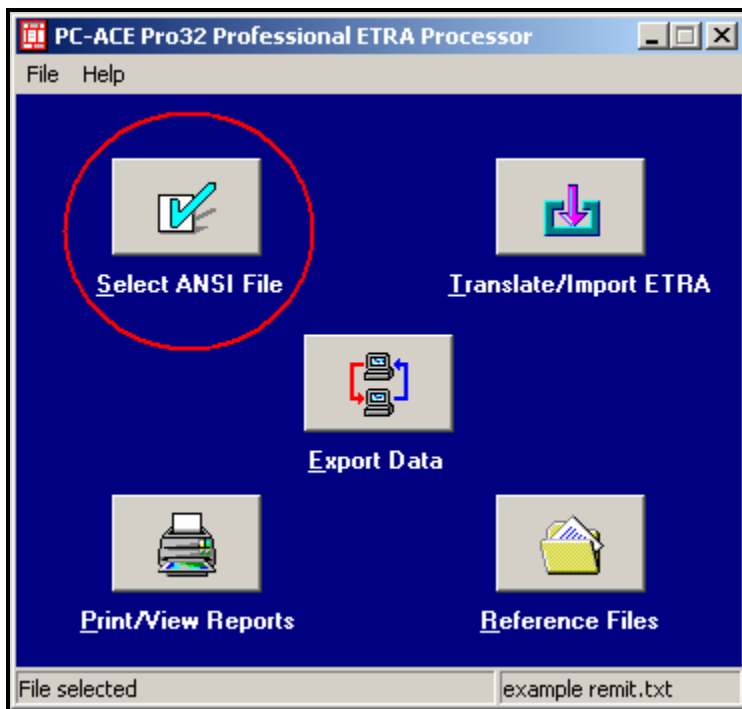 PC-ACE Pro32 Professional ETRA Processor
File Help
Select ANSI File
Translate/Import ETRA
Export Data
Print/View Reports
Reference Files
File selected
example remit.txt